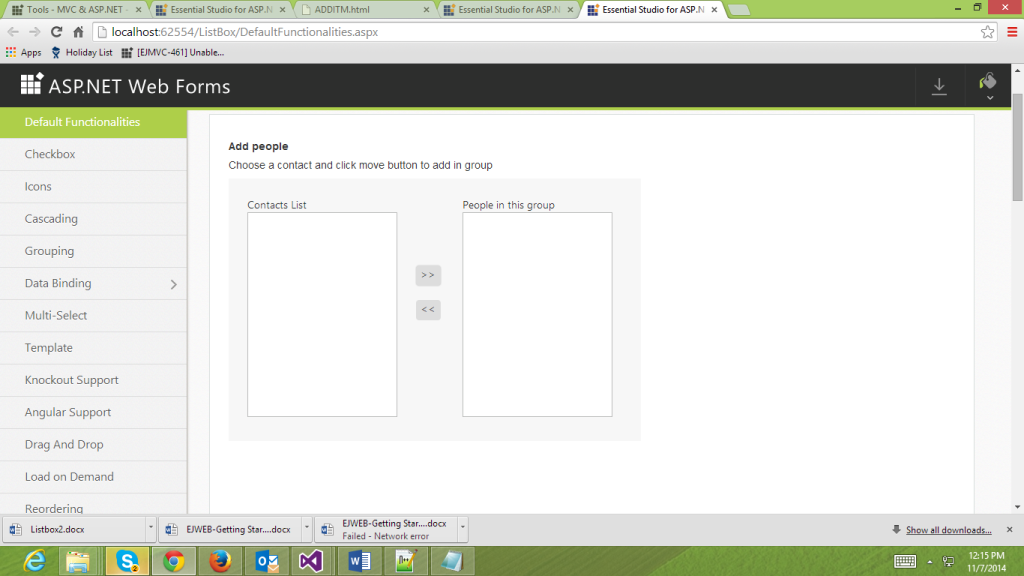 Tools - MVC & ASP.NET -
Essential Studio for ASP.N
ADDITM.html
Essential Studio for ASP.N
Essential Studio for ASP.N
localhost:62554/ListBox/DefaultFunctionalities.aspx
Apps
Holiday List
[EJMVC-461] Unable...
ASP.NET Web Forms
Default Functionalities
Checkbox
Icons
Cascading
Grouping
Data Binding
Multi-Select
Template
Knockout Support
Angular Support
Drag And Drop
Load on Demand
Reordering
Add people
Choose a contact and click move button to add in group
Contacts List
People in this group
>>
<<
Listbox2.docx
EJWEB-Getting Star....docx
EJWEB-Getting Star....docx
Failed - Network error
Show all downloads...
12:15 PM
11/7/2014